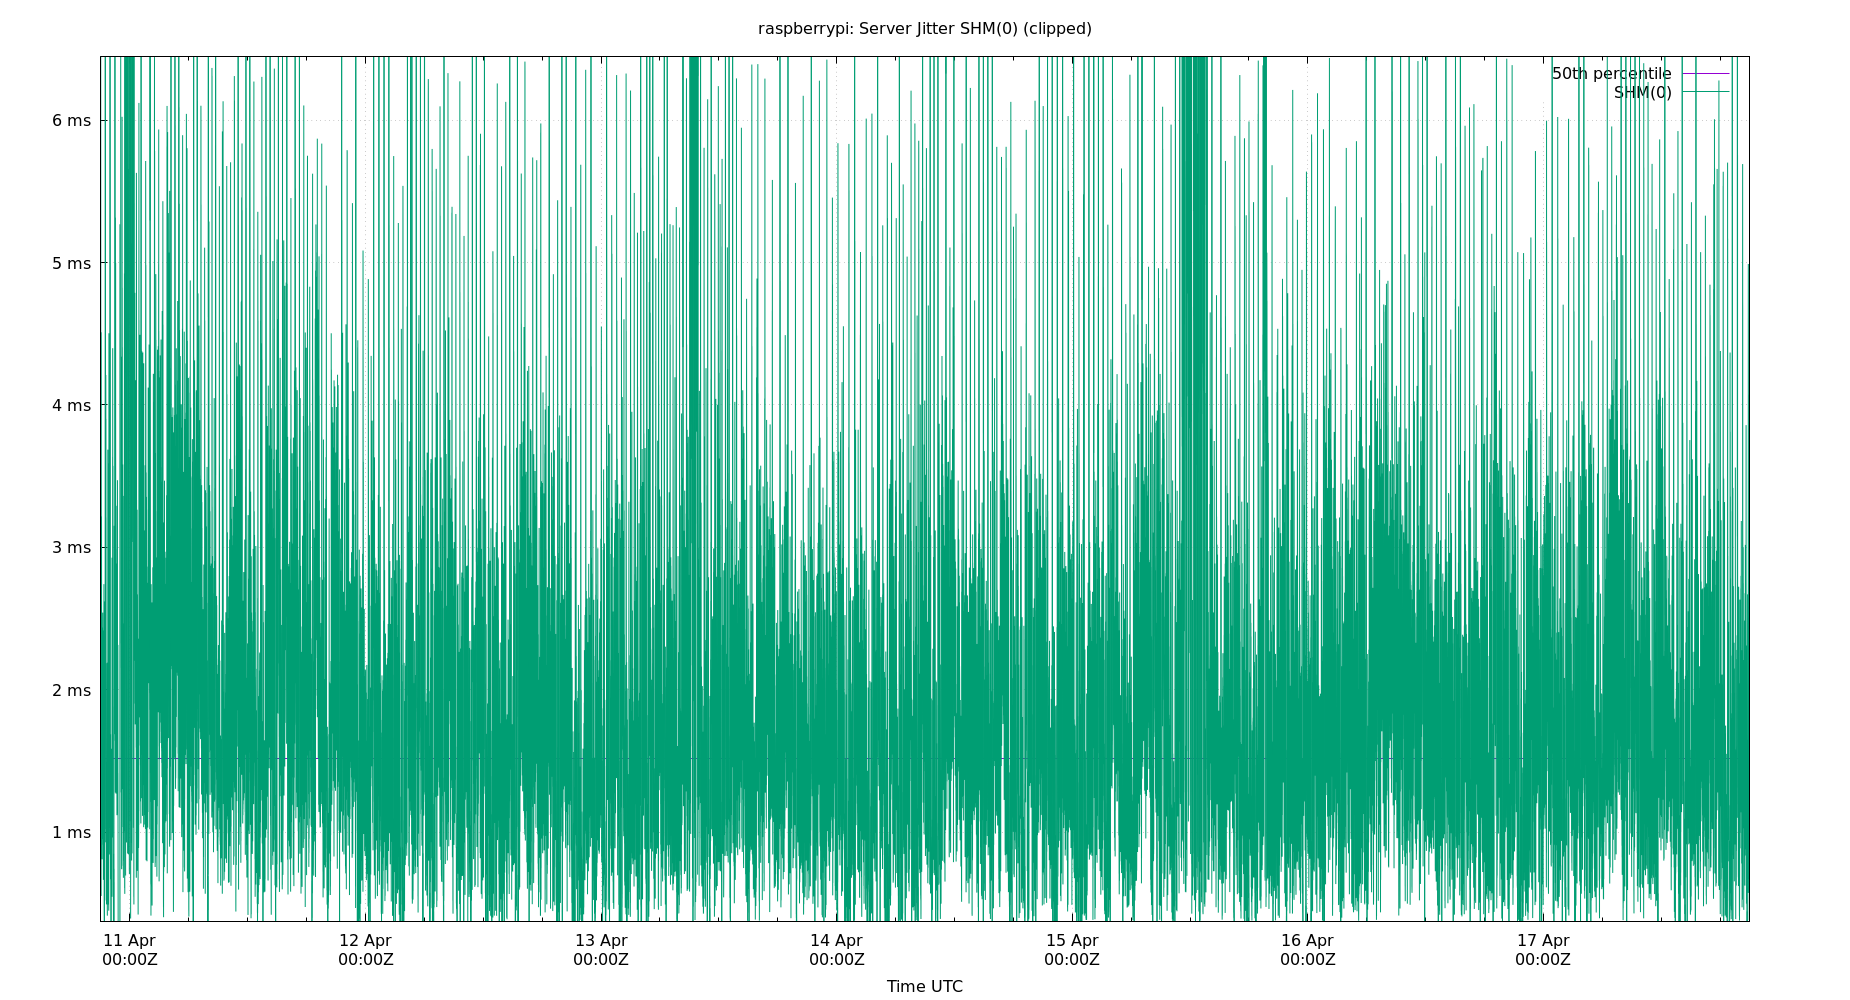 raspberrypi: Server Jitter SHM(0) (clipped)
50th percentile
SHM(0)
6 ms
5 ms
4 ms
3 ms
2 ms
1 ms
11 Apr 12 Apr 13 Apr 14 Apr 15 Apr 16 Apr 17 Apr
00:00Z 00:00Z 00:00Z 00:00Z 00:00Z 00:00Z 00:00Z
Time UTC